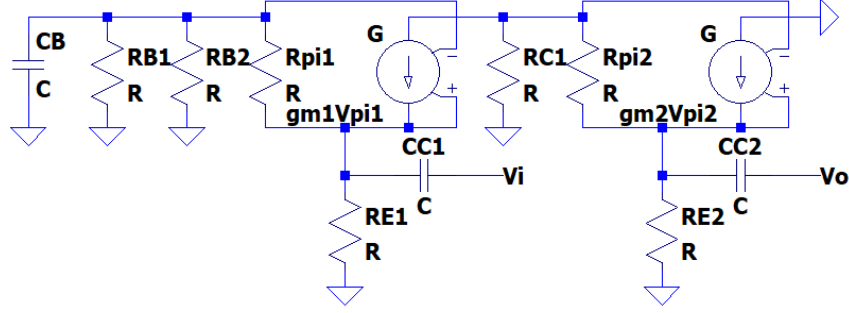 CB
C
RB1
R
RB2
R
Rpi1
R
gm1Vpi1
G
RC1
R
Rpi2
R
gm2Vpi2
G
CC1
C
Vi
RE1
R
CC2
C
Vo
RE2
R